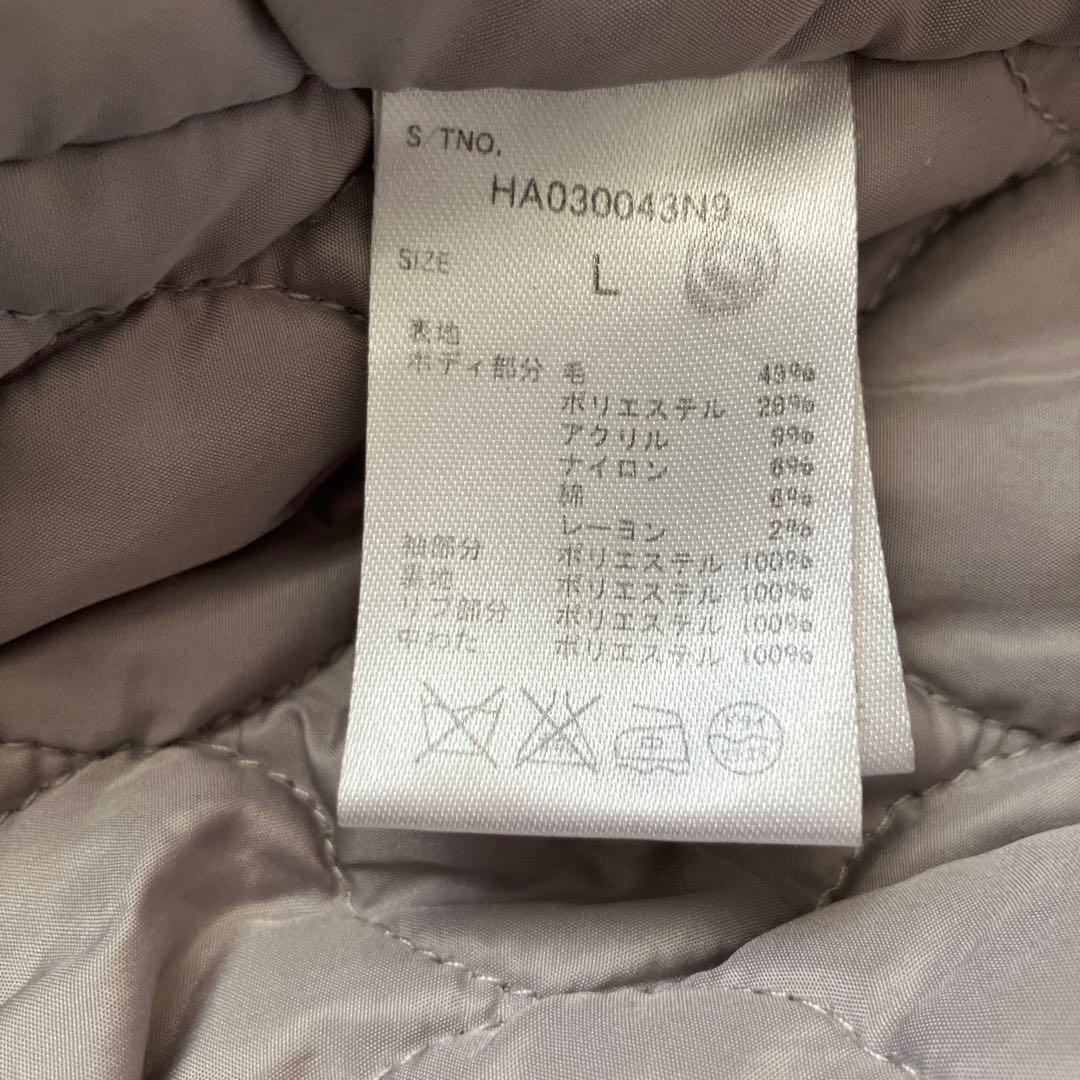 S/TNO.
HA030043N9
SIZE L
表地
ボディ部分 毛 49%
ポリエステル 28%
アクリル 9%
ナイロン 6%
綿 6%
レーヨン 2%
袖部分 ポリエステル 100%
裏地 ポリエステル 100%
リブ部分 ポリエステル 100%
中わた ポリエステル 100%